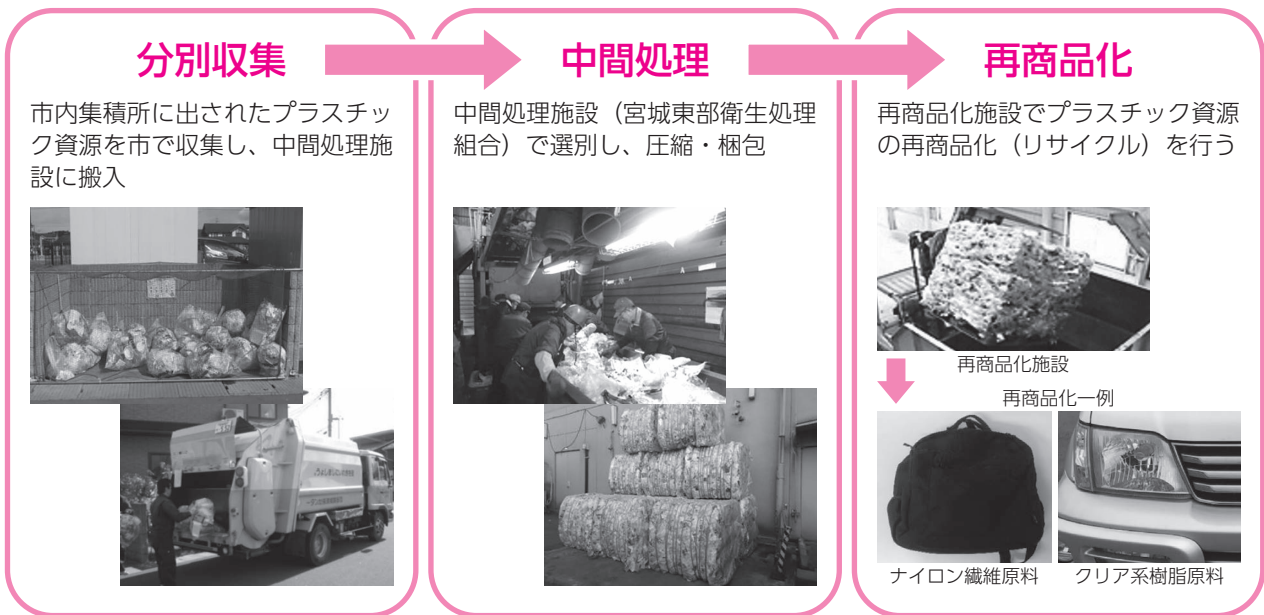 分別収集
市内集積所に出されたプラスチッ
ク資源を市で収集し、中間処理施
設に搬入
中間処理
中間処理施設（宮城東部衛生処理
組合）で選別し、圧縮・梱包
再商品化
再商品化施設でプラスチック資源
の再商品化（リサイクル）を行う
再商品化施設
再商品化一例
ナイロン繊維原料
クリア系樹脂原料